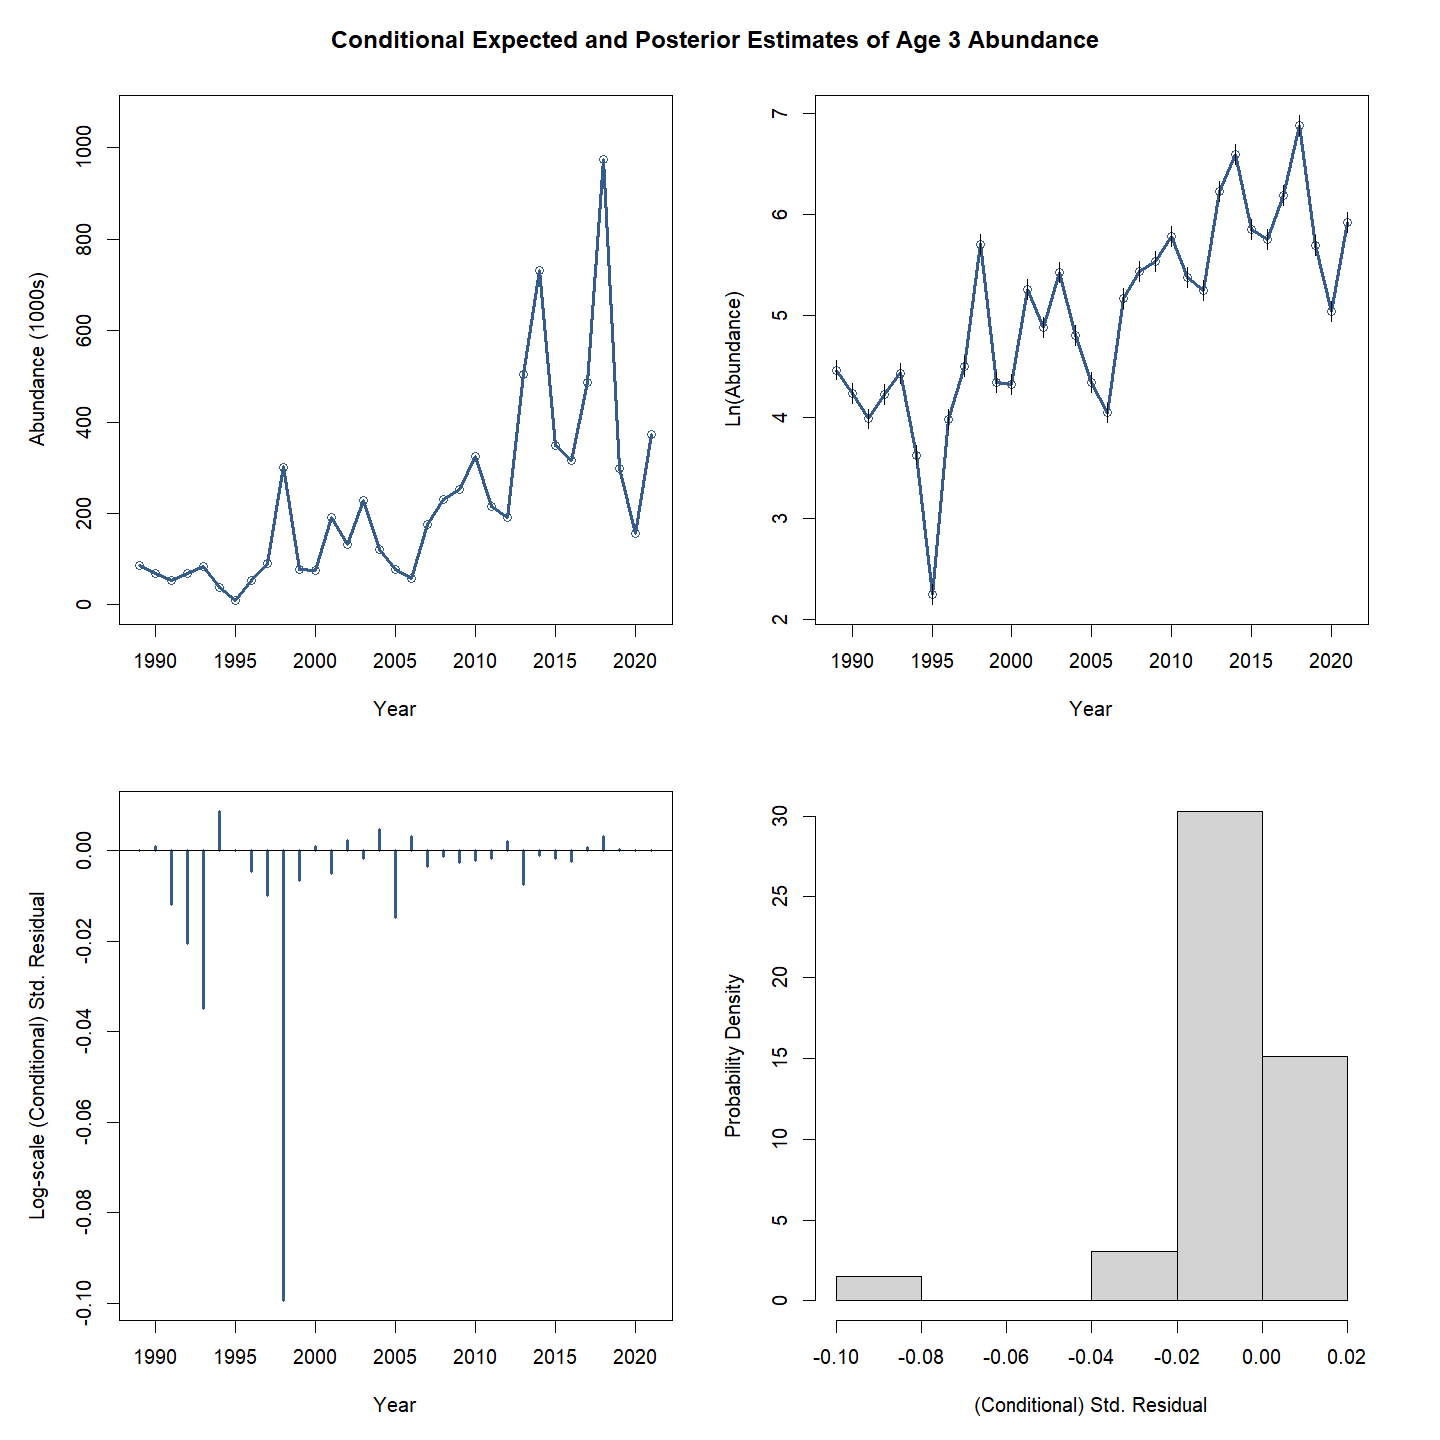 Conditional Expected and Posterior Estimates of Age 3 Abundance
Abundance (1000s)
0 200 400 600 800 1000
1990 1995 2000 2005 2010 2015 2020
Year
Ln(Abundance)
2 3 4 5 6 7
1990 1995 2000 2005 2010 2015 2020
Year
Log-scale (Conditional) Std. Residual
-0.10 -0.08 -0.06 -0.04 -0.02 0.00
1990 1995 2000 2005 2010 2015 2020
Year
Probability Density
0 5 10 15 20 25 30
-0.10 -0.08 -0.06 -0.04 -0.02 0.00 0.02
(Conditional) Std. Residual